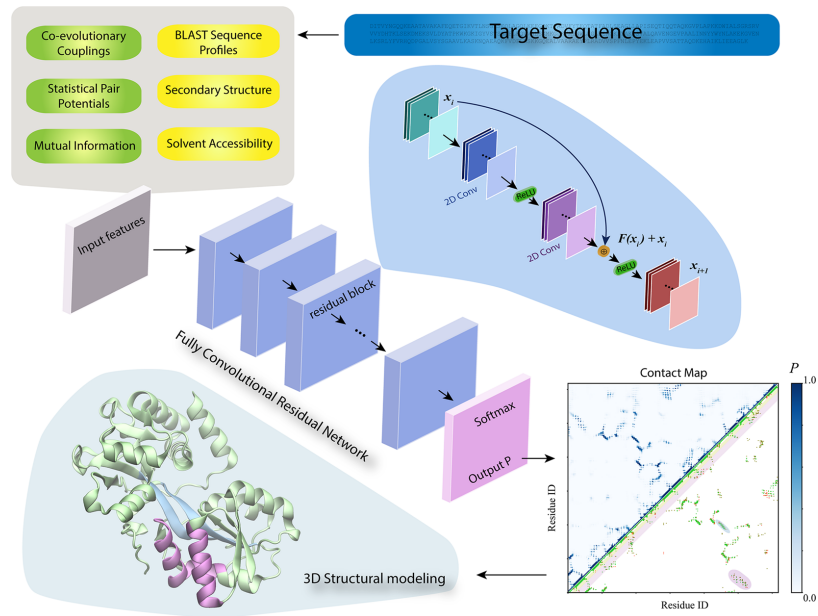 Co-evolutionary
Couplings
BLAST Sequence
Profiles
Statistical Pair
Potentials
Secondary Structure
Mutual Information
Solvent Accessibility
Target Sequence
x_i
2D Conv
ReLU
2D Conv
F(x_i) + x_i
ReLU
x_{i+1}
Input features
residual block
Fully Convolutional Residual Network
Softmax
Output P
Contact Map
P
1.0
0.0
Residue ID
Residue ID
3D Structural modeling